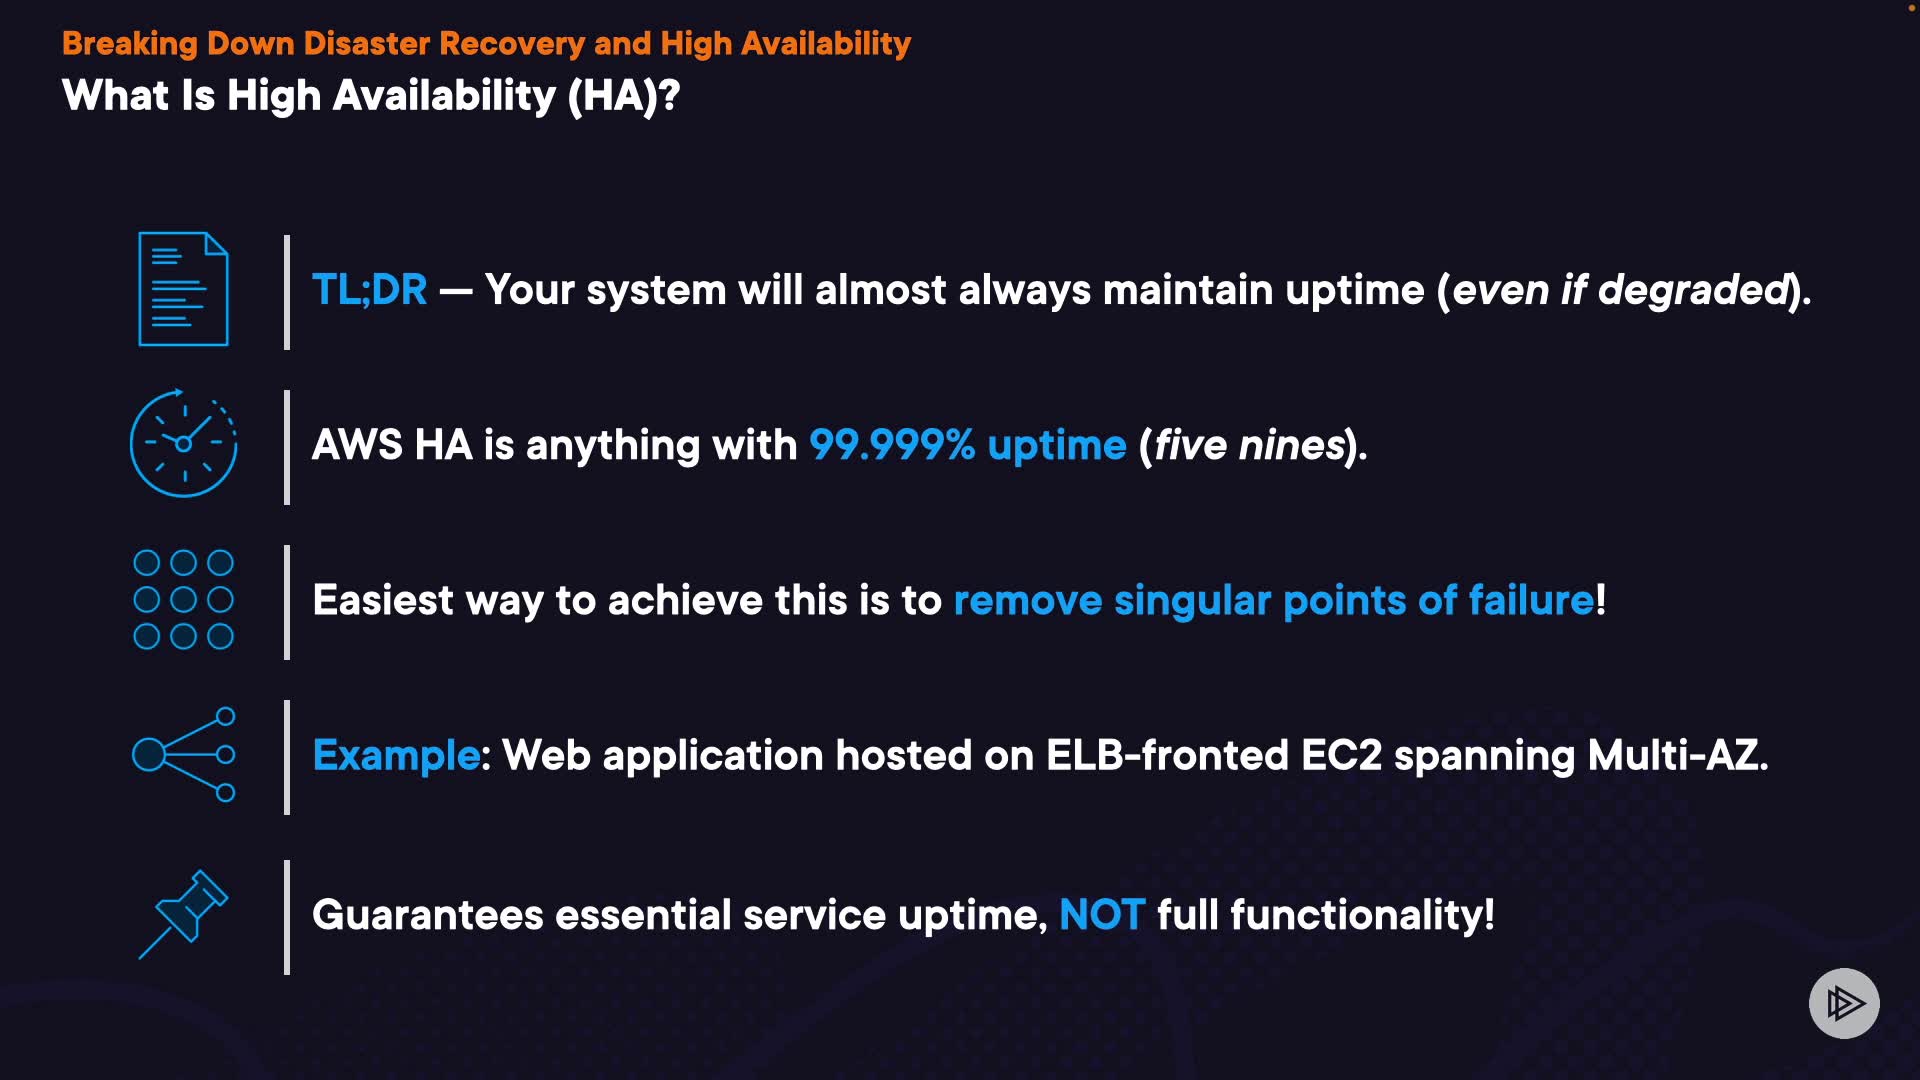 Breaking Down Disaster Recovery and High Availability
What Is High Availability (HA)?
TL;DR — Your system will almost always maintain uptime (even if degraded).
AWS HA is anything with 99.999% uptime (five nines).
Easiest way to achieve this is to remove singular points of failure!
Example: Web application hosted on ELB-fronted EC2 spanning Multi-AZ.
Guarantees essential service uptime, NOT full functionality!